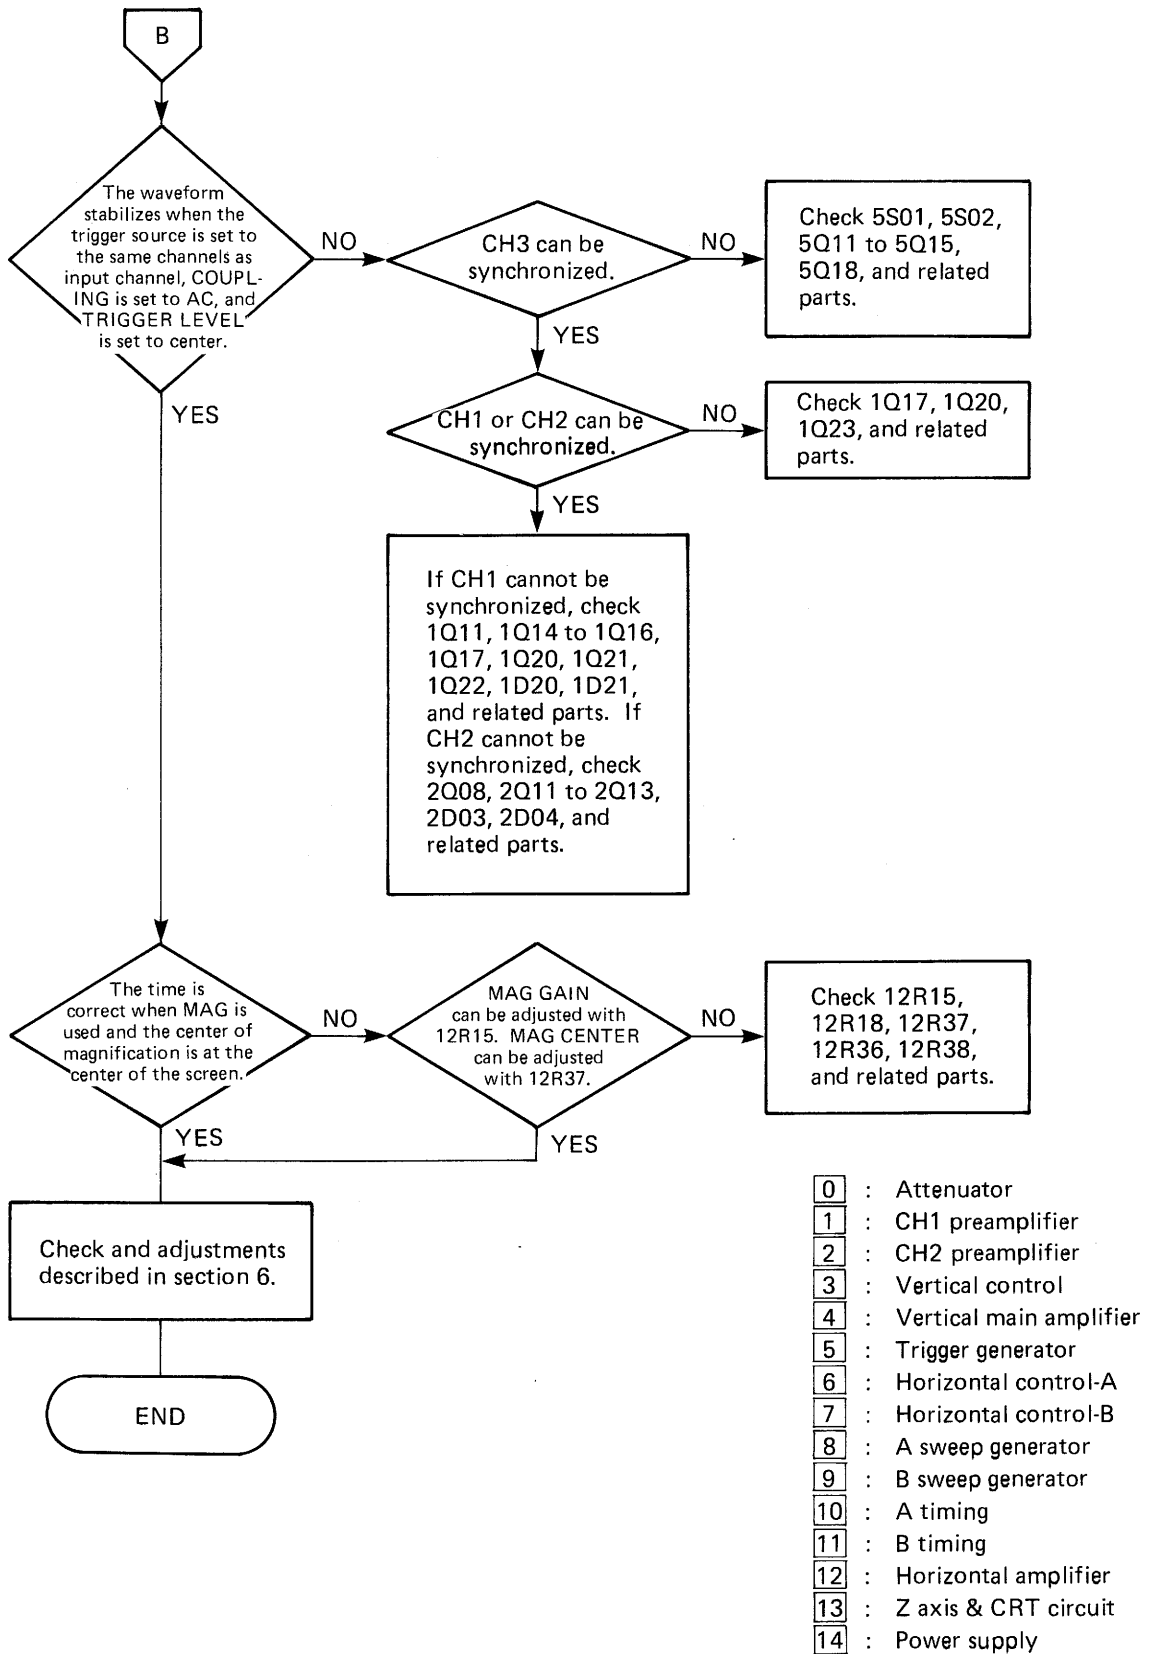 B
The waveform
stabilizes when the
trigger source is set to
the same channels as
input channel, COUPL-
ING is set to AC, and
TRIGGER LEVEL
is set to center.
NO
CH3 can be
synchronized.
NO
Check 5S01, 5S02,
5Q11 to 5Q15,
5Q18, and related
parts.
YES
YES
CH1 or CH2 can be
synchronized.
NO
Check 1Q17, 1Q20,
1Q23, and related
parts.
YES
If CH1 cannot be
synchronized, check
1Q11, 1Q14 to 1Q16,
1Q17, 1Q20, 1Q21,
1Q22, 1D20, 1D21,
and related parts. If
CH2 cannot be
synchronized, check
2Q08, 2Q11 to 2Q13,
2D03, 2D04, and
related parts.
The time is
correct when MAG is
used and the center of
magnification is at the
center of the screen.
NO
MAG GAIN
can be adjusted with
12R15. MAG CENTER
can be adjusted
with 12R37.
NO
Check 12R15,
12R18, 12R37,
12R36, 12R38,
and related parts.
YES
YES
Check and adjustments
described in section 6.
END
0 : Attenuator
1 : CH1 preamplifier
2 : CH2 preamplifier
3 : Vertical control
4 : Vertical main amplifier
5 : Trigger generator
6 : Horizontal control-A
7 : Horizontal control-B
8 : A sweep generator
9 : B sweep generator
10 : A timing
11 : B timing
12 : Horizontal amplifier
13 : Z axis & CRT circuit
14 : Power supply